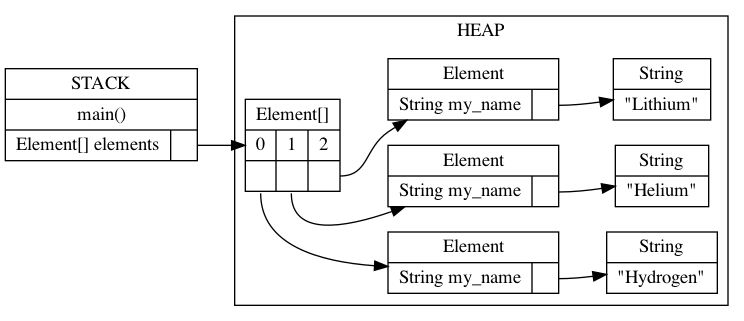 HEAP
STACK
main()
Element[] elements
Element[]
0 1 2
Element
String my_name
String
"Lithium"
Element
String my_name
String
"Helium"
Element
String my_name
String
"Hydrogen"